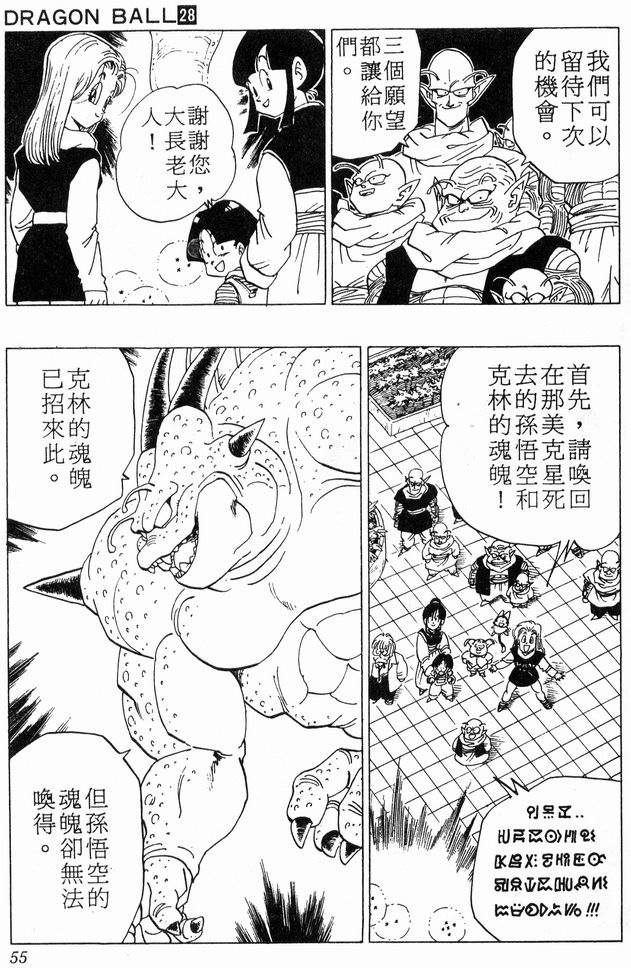 DRAGON BALL 28
我們可以
留待下次
的機會。
三個願望
都讓給你
們。
謝謝您，
大長老大
人！
首先，請喚回
在那美克星死
去的孫悟空和
克林的魂魄！
克林的魂魄
已招來此。
但孫悟空的
魂魄卻無法
喚得。
55